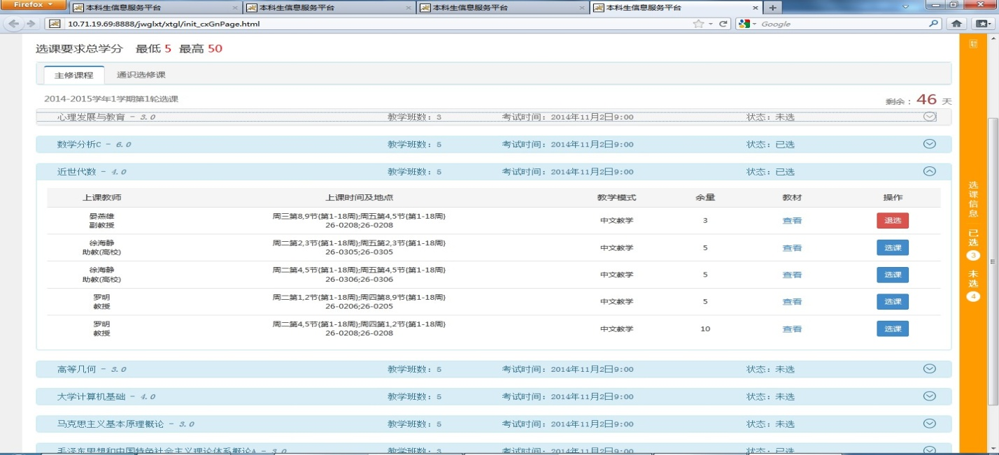 Firefox
本科生信息服务平台
本科生信息服务平台
本科生信息服务平台
本科生信息服务平台
10.71.19.69:8888/jwglxt/xtgl/init_cxGnPage.html
Google
选课要求总学分 最低 5 最高 50
主修课程 通识选修课
2014-2015学年1学期第1轮选课
剩余： 46 天
心理发展与教育 - 3.0 教学班数：3 考试时间：2014年11月2日9:00 状态：未选
数学分析C - 6.0 教学班数：5 考试时间：2014年11月2日9:00 状态：已选
近世代数 - 4.0 教学班数：5 考试时间：2014年11月2日9:00 状态：已选
上课教师 上课时间及地点 教学模式 余量 教材 操作
晏燕雄 周三第8,9节{第1-18周};周五第4,5节{第1-18周}
副教授 26-0208;26-0208 中文教学 3 查看 退选
徐海静 周二第2,3节{第1-18周};周五第2,3节{第1-18周}
助教(高校) 26-0305;26-0305 中文教学 5 查看 选课
徐海静 周二第4,5节{第1-18周};周五第4,5节{第1-18周}
助教(高校) 26-0306;26-0306 中文教学 5 查看 选课
罗明 周二第1,2节{第1-18周};周四第8,9节{第1-18周}
教授 26-0206;26-0205 中文教学 5 查看 选课
罗明 周二第4,5节{第1-18周};周四第1,2节{第1-18周}
教授 26-0208;26-0208 中文教学 10 查看 选课
高等几何 - 3.0 教学班数：5 考试时间：2014年11月2日9:00 状态：未选
大学计算机基础 - 4.0 教学班数：5 考试时间：2014年11月2日9:00 状态：未选
马克思主义基本原理概论 - 3.0 教学班数：5 考试时间：2014年11月2日9:00 状态：未选
毛泽东思想和中国特色社会主义理论体系概论A - 3.0 教学班数：3 考试时间：2014年11月2日9:00 状态：已选
选课信息 已选 3 未选 4